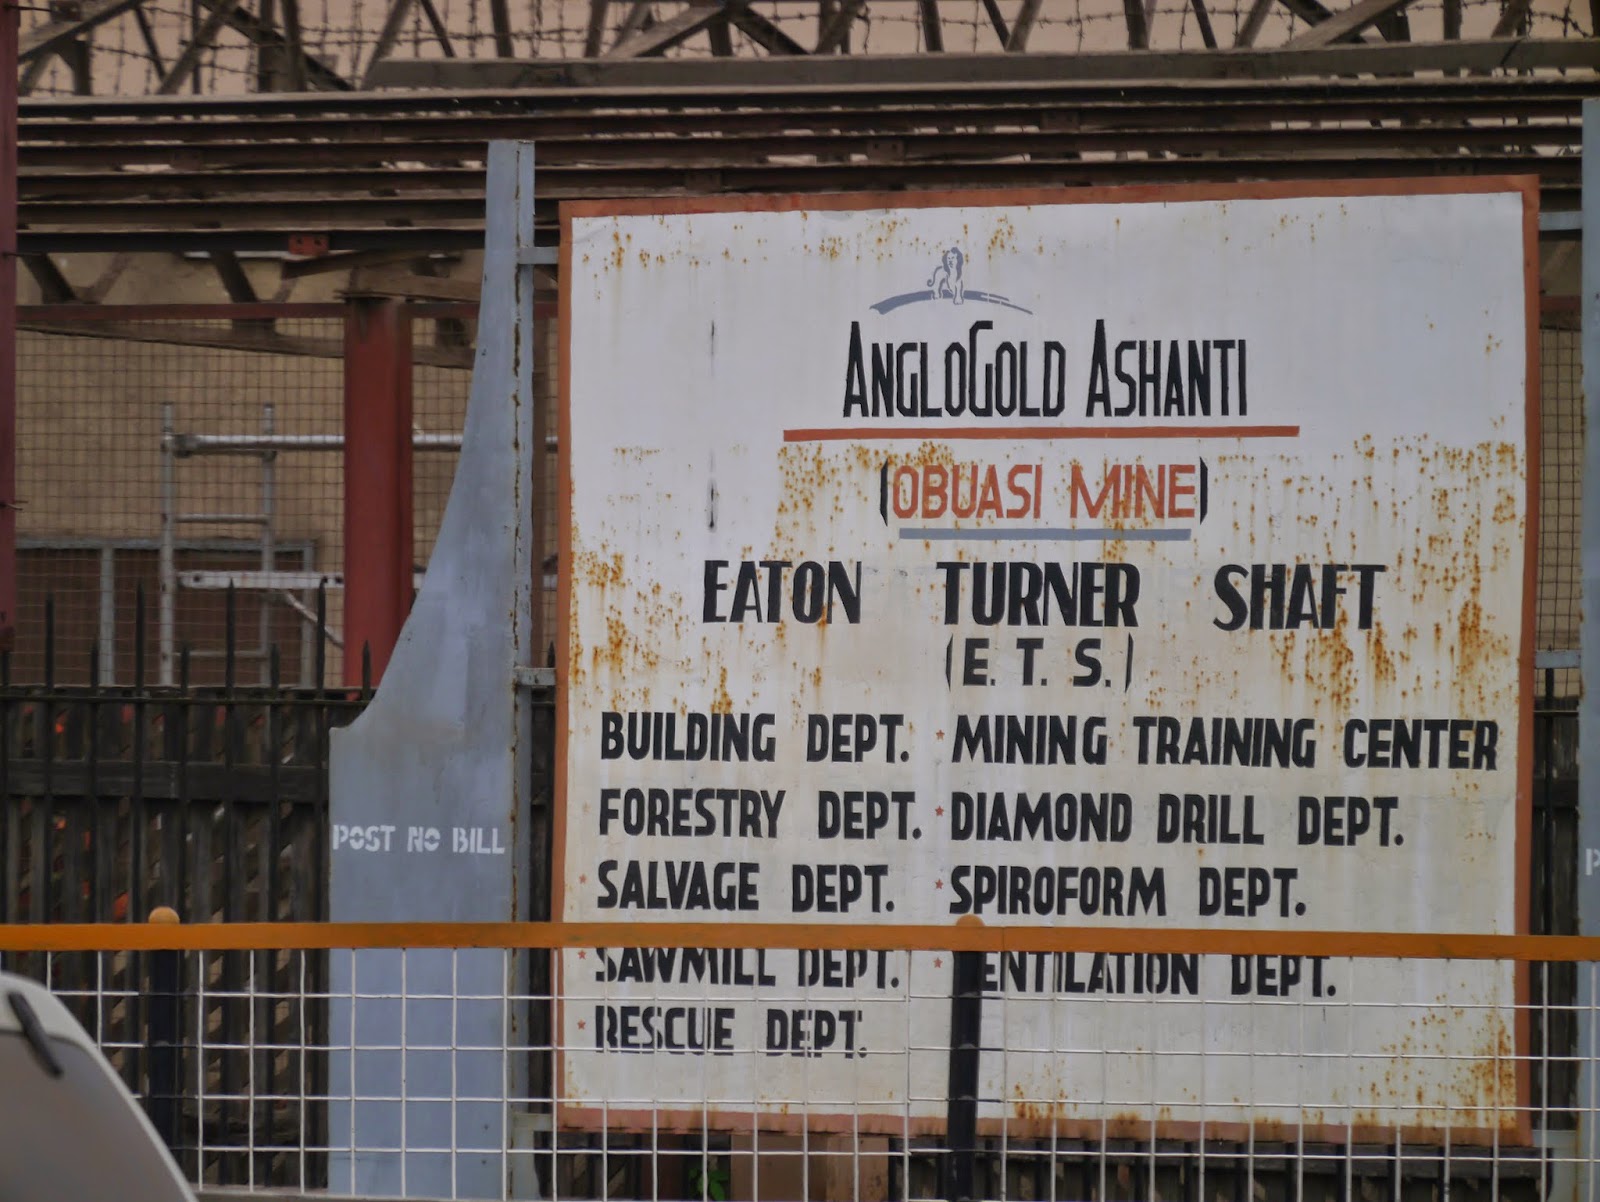 ANGLOGOLD ASHANTI
(OBUASI MINE)
EATON TURNER SHAFT
(E. T. S.)
BUILDING DEPT. * MINING TRAINING CENTER
FORESTRY DEPT. * DIAMOND DRILL DEPT.
* SALVAGE DEPT. * SPIROFORM DEPT.
* SAWMILL DEPT. * VENTILATION DEPT.
* RESCUE DEPT.
POST NO BILL